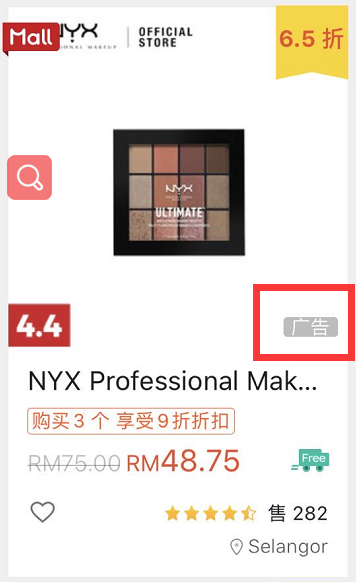 Mall
NYX
OFFICIAL
STORE
6.5 折
NYX
ULTIMATE
4.4
广告
NYX Professional Mak...
购买 3 个 享受 9 折折扣
RM75.00 RM48.75
Free
售 282
Selangor